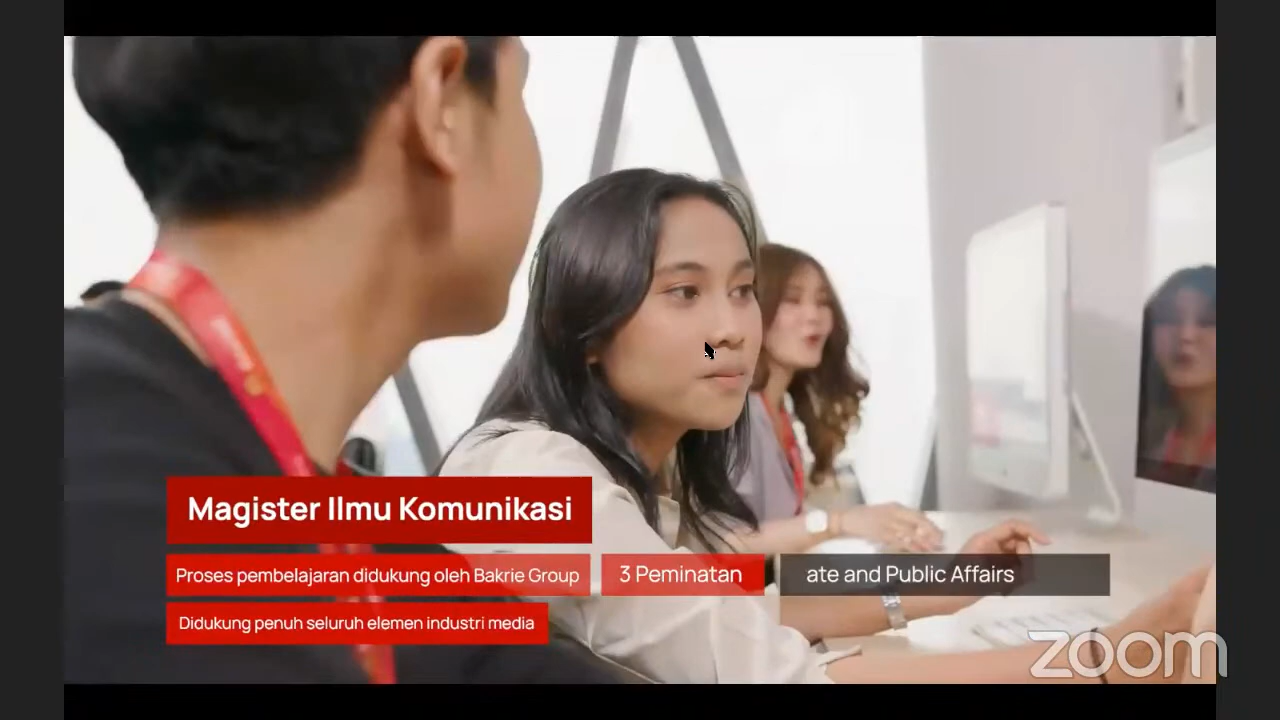 Magister Ilmu Komunikasi
Proses pembelajaran didukung oleh Bakrie Group
3 Peminatan
ate and Public Affairs
Didukung penuh seluruh elemen industri media
zoom